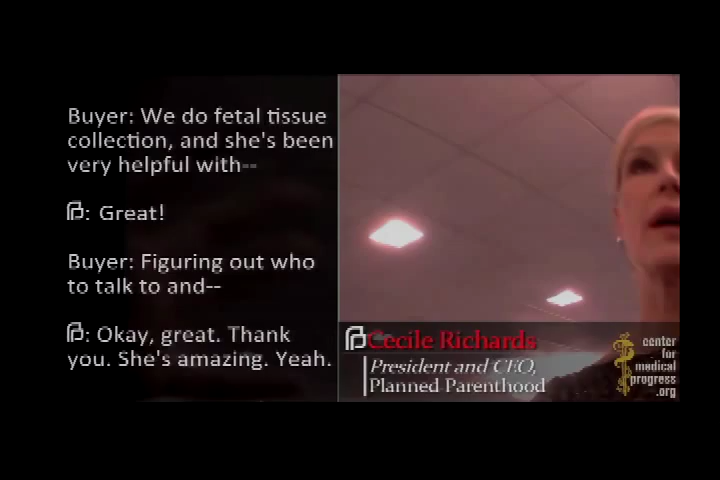 Buyer: We do fetal tissue
collection, and she's been
very helpful with--
: Great!
Buyer: Figuring out who
to talk to and--
: Okay, great. Thank
you. She's amazing. Yeah.
Cecile Richards
President and CEO,
Planned Parenthood
center
for
medical
progress
.org